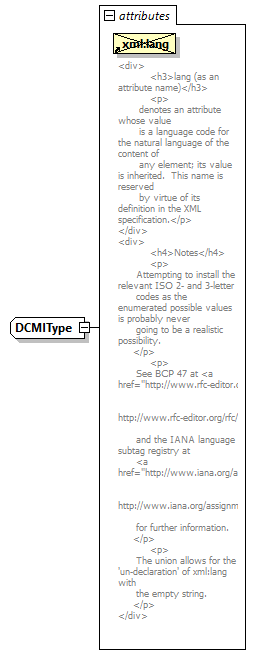 attributes
xml:lang
<div>
<h3>lang (as an
attribute name)</h3>
<p>
denotes an attribute
whose value
is a language code for
the natural language of the
content of
any element; its value
is inherited.  This name is
reserved
by virtue of its
definition in the XML
specification.</p>
</div>
<div>
<h4>Notes</h4>
<p>
Attempting to install the
relevant ISO 2- and 3-letter
codes as the
enumerated possible values
is probably never
going to be a realistic
possibility.
</p>
<p>
See BCP 47 at <a
href="http://www.rfc-editor.
http://www.rfc-editor.org/rfc/
and the IANA language
subtag registry at
<a
href="http://www.iana.org/a
http://www.iana.org/assignm
for further information.
</p>
<p>
The union allows for the
'un-declaration' of xml:lang
with
the empty string.
</p>
</div>
DCMIType